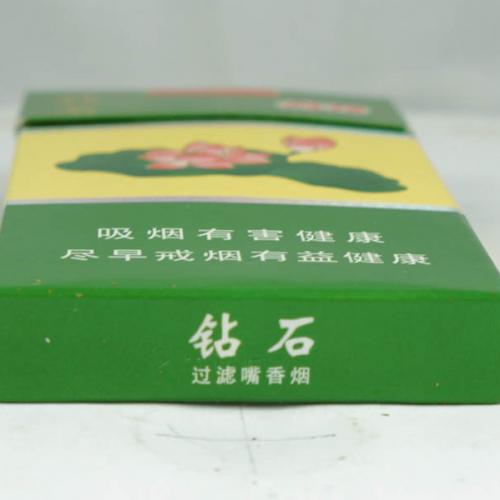 吸烟有害健康
尽早戒烟有益健康
钻石
过滤嘴香烟